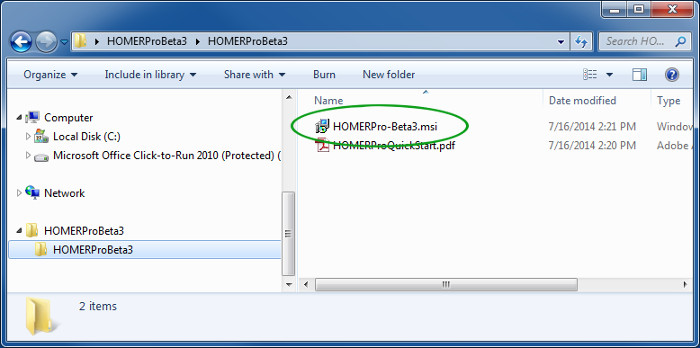 HOMERProBeta3 HOMERProBeta3 Search HO...
Organize Include in library Share with Burn New folder
Name Date modified Type
Computer
Local Disk (C:)
Microsoft Office Click-to-Run 2010 (Protected) (
Network
HOMERProBeta3
HOMERProBeta3
HOMERPro-Beta3.msi 7/16/2014 2:21 PM Window
HOMERProQuickStart.pdf 7/16/2014 2:20 PM Adobe A
2 items